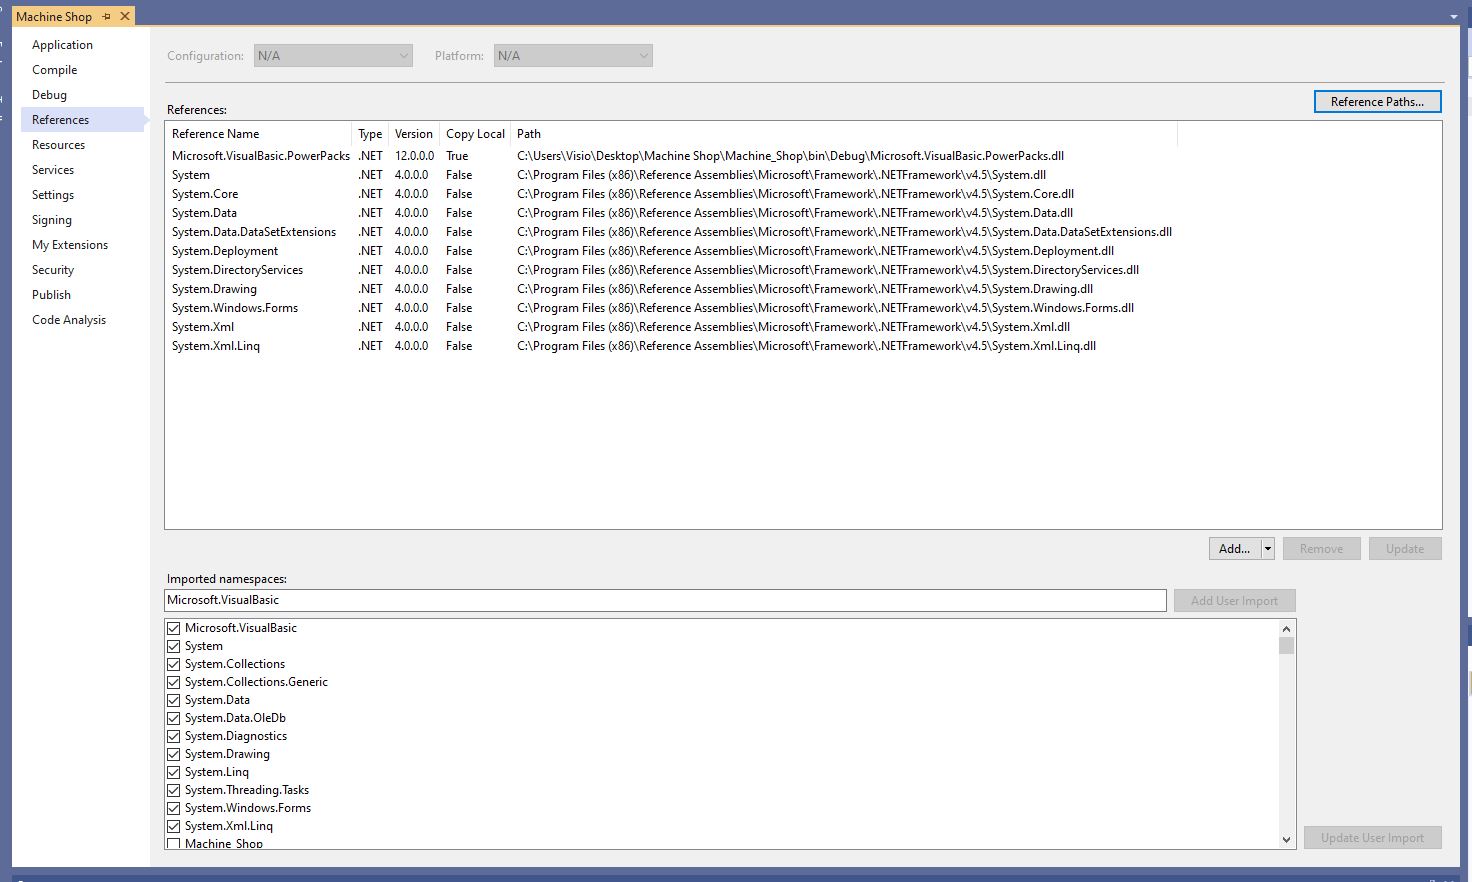 Machine Shop
Application
Compile
Debug
References
Resources
Services
Settings
Signing
My Extensions
Security
Publish
Code Analysis
Configuration: N/A Platform: N/A
References:
Reference Paths...
Reference Name Type Version Copy Local Path
Microsoft.VisualBasic.PowerPacks .NET 12.0.0.0 True C:\Users\Visio\Desktop\Machine Shop\Machine_Shop\bin\Debug\Microsoft.VisualBasic.PowerPacks.dll
System .NET 4.0.0.0 False C:\Program Files (x86)\Reference Assemblies\Microsoft\Framework\.NETFramework\v4.5\System.dll
System.Core .NET 4.0.0.0 False C:\Program Files (x86)\Reference Assemblies\Microsoft\Framework\.NETFramework\v4.5\System.Core.dll
System.Data .NET 4.0.0.0 False C:\Program Files (x86)\Reference Assemblies\Microsoft\Framework\.NETFramework\v4.5\System.Data.dll
System.Data.DataSetExtensions .NET 4.0.0.0 False C:\Program Files (x86)\Reference Assemblies\Microsoft\Framework\.NETFramework\v4.5\System.Data.DataSetExtensions.dll
System.Deployment .NET 4.0.0.0 False C:\Program Files (x86)\Reference Assemblies\Microsoft\Framework\.NETFramework\v4.5\System.Deployment.dll
System.DirectoryServices .NET 4.0.0.0 False C:\Program Files (x86)\Reference Assemblies\Microsoft\Framework\.NETFramework\v4.5\System.DirectoryServices.dll
System.Drawing .NET 4.0.0.0 False C:\Program Files (x86)\Reference Assemblies\Microsoft\Framework\.NETFramework\v4.5\System.Drawing.dll
System.Windows.Forms .NET 4.0.0.0 False C:\Program Files (x86)\Reference Assemblies\Microsoft\Framework\.NETFramework\v4.5\System.Windows.Forms.dll
System.Xml .NET 4.0.0.0 False C:\Program Files (x86)\Reference Assemblies\Microsoft\Framework\.NETFramework\v4.5\System.Xml.dll
System.Xml.Linq .NET 4.0.0.0 False C:\Program Files (x86)\Reference Assemblies\Microsoft\Framework\.NETFramework\v4.5\System.Xml.Linq.dll
Add... Remove Update
Imported namespaces:
Microsoft.VisualBasic
Add User Import
Microsoft.VisualBasic
System
System.Collections
System.Collections.Generic
System.Data
System.Data.OleDb
System.Diagnostics
System.Drawing
System.Linq
System.Threading.Tasks
System.Windows.Forms
System.Xml.Linq
Machine_Shop
Update User Import